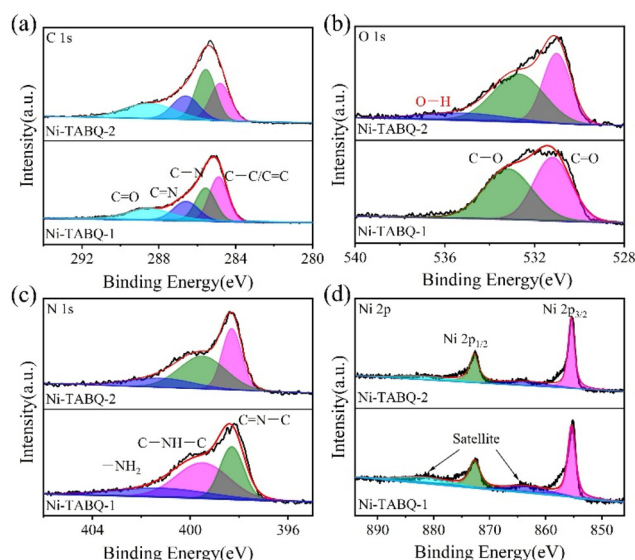 (a)
C 1s
Intensity(a.u.)
Ni-TABQ-2
C=O
C=N
C－N
C－C/C=C
Ni-TABQ-1
292 288 284 280
Binding Energy(eV)
(b)
O 1s
Intensity(a.u.)
O－H
Ni-TABQ-2
C－O
C=O
Ni-TABQ-1
540 536 532 528
Binding Energy(eV)
(c)
N 1s
Intensity(a.u.)
Ni-TABQ-2
－NH₂
C－NH－C
C=N－C
Ni-TABQ-1
404 400 396
Binding Energy(eV)
(d)
Ni 2p
Intensity(a.u.)
Ni 2p₁/₂
Ni 2p₃/₂
Ni-TABQ-2
Satellite
Ni-TABQ-1
890 880 870 860 850
Binding Energy(eV)